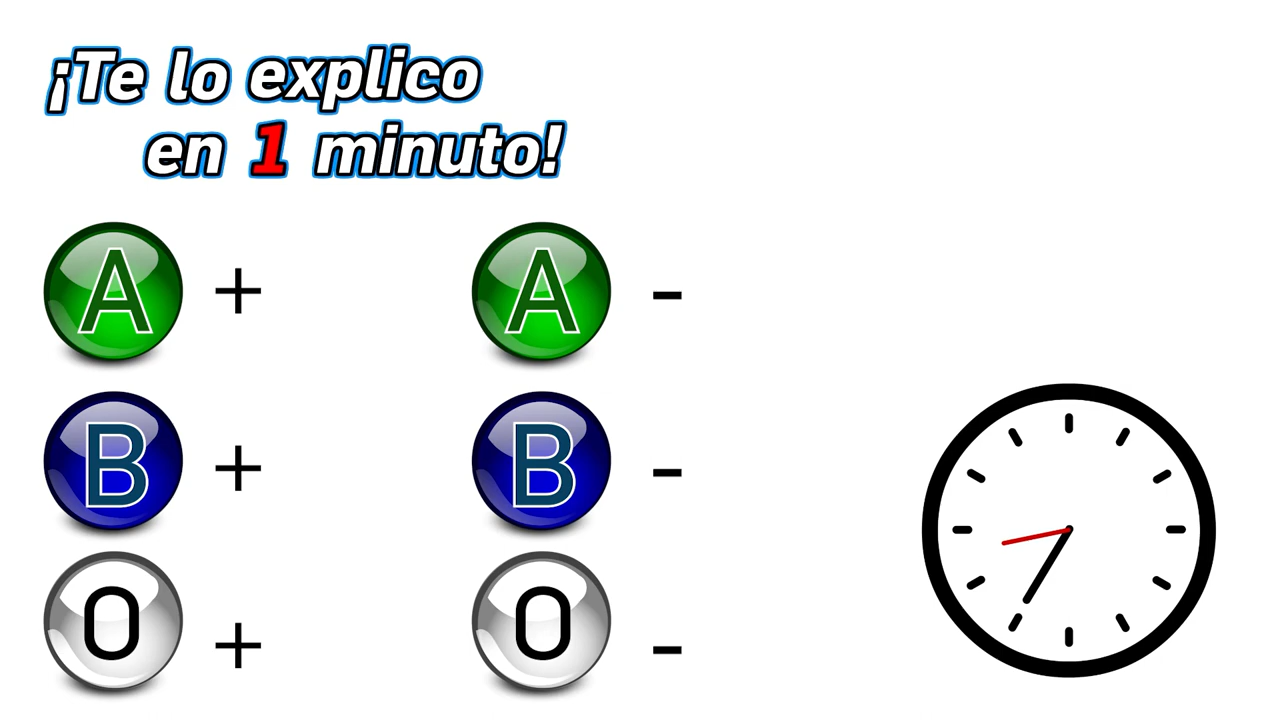 ¡Te lo explico
en 1 minuto!
A + A -
B + B -
O + O -